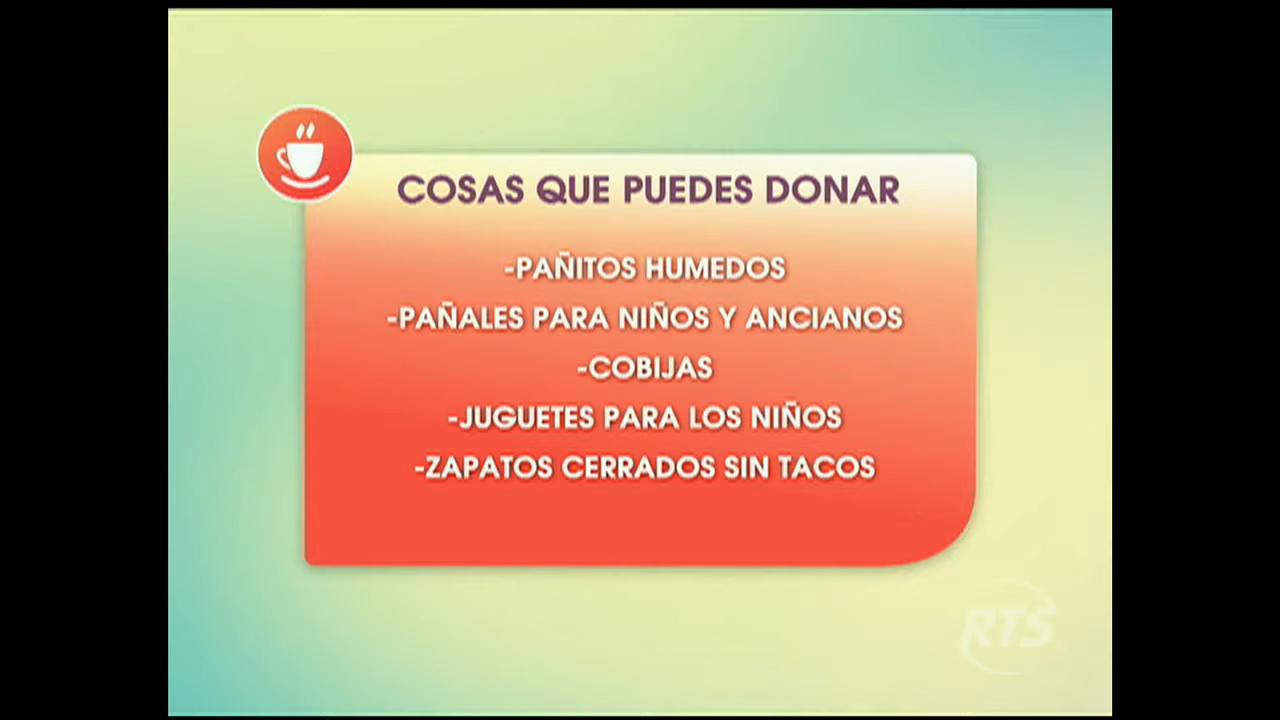 COSAS QUE PUEDES DONAR
-PAÑITOS HUMEDOS
-PAÑALES PARA NIÑOS Y ANCIANOS
-COBIJAS
-JUGUETES PARA LOS NIÑOS
-ZAPATOS CERRADOS SIN TACOS
RTS